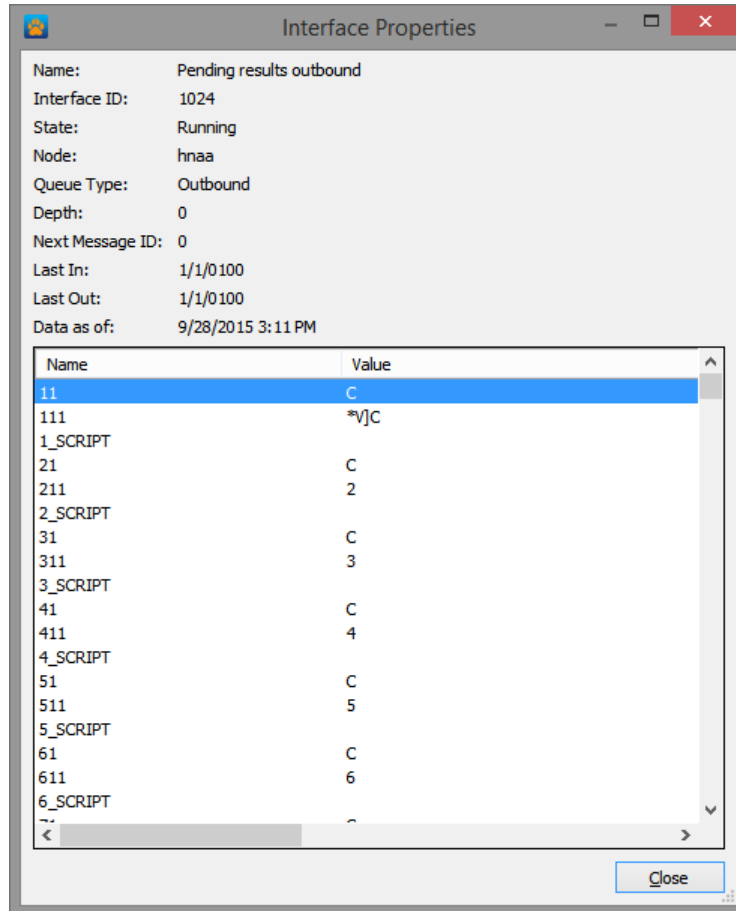 Interface Properties
Name: Pending results outbound
Interface ID: 1024
State: Running
Node: hnaa
Queue Type: Outbound
Depth: 0
Next Message ID: 0
Last In: 1/1/0100
Last Out: 1/1/0100
Data as of: 9/28/2015 3:11 PM
Name Value
11 C
111 *V]C
1_SCRIPT
21 C
211 2
2_SCRIPT
31 C
311 3
3_SCRIPT
41 C
411 4
4_SCRIPT
51 C
511 5
5_SCRIPT
61 C
611 6
6_SCRIPT
Close